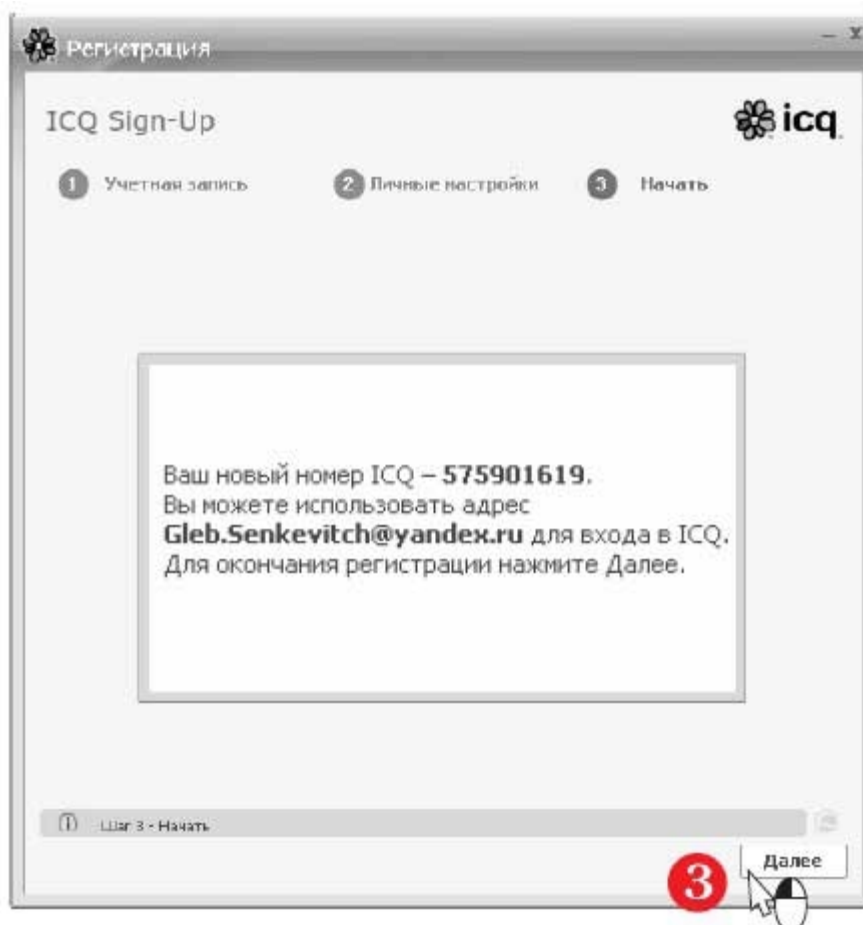 Регистрация
ICQ Sign-Up
icq
1 Учетная запись 2 Личные настройки 3 Начать
Ваш новый номер ICQ – 575901619.
Вы можете использовать адрес
Gleb.Senkevitch@yandex.ru для входа в ICQ.
Для окончания регистрации нажмите Далее.
Шаг 3 - Начать
Далее
3